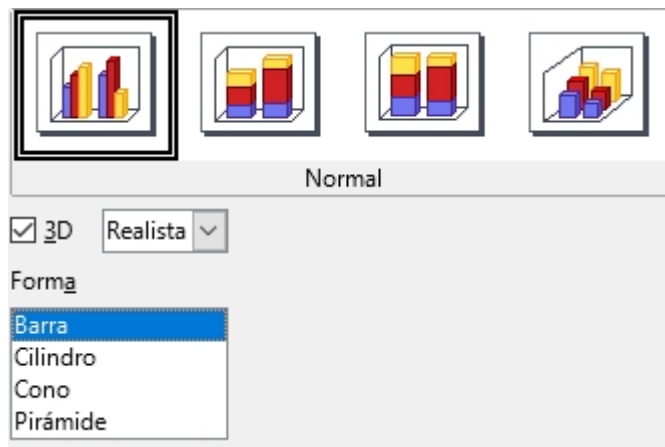 Normal
3D Realista
Forma
Barra
Cilindro
Cono
Pirámide